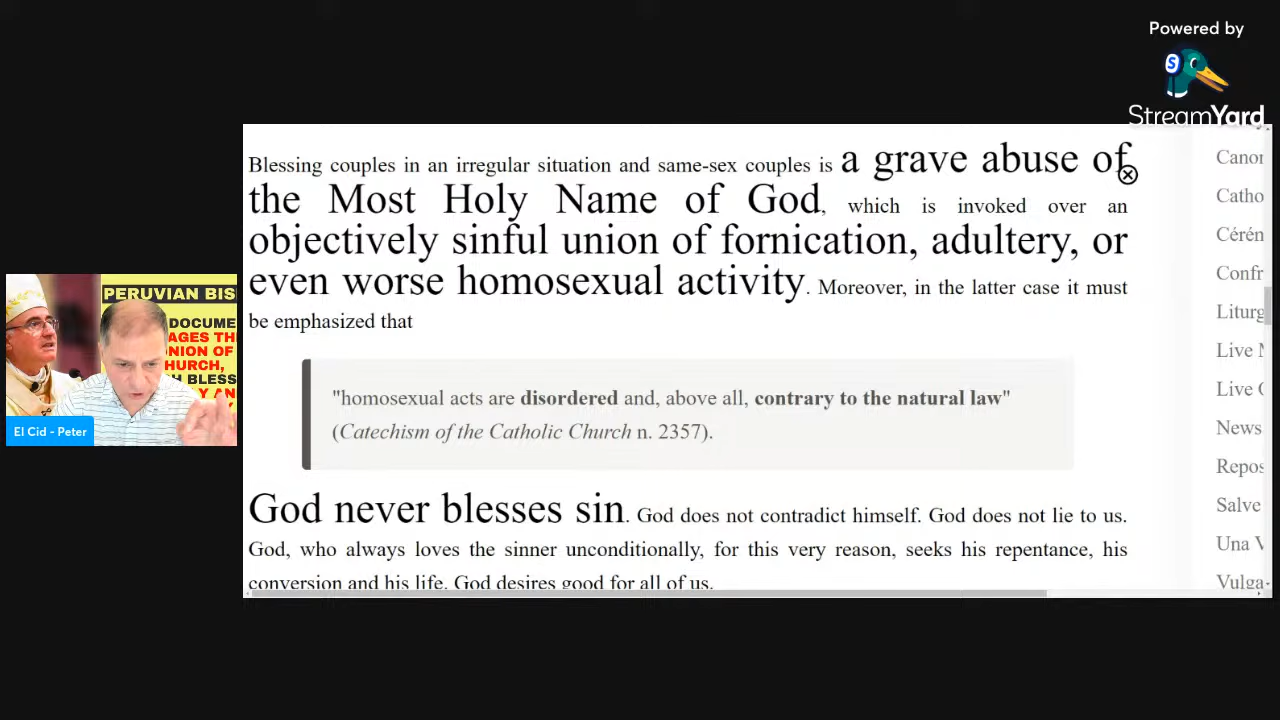 Powered by
S
StreamYard
Blessing couples in an irregular situation and same-sex couples is a grave abuse of
the Most Holy Name of God, which is invoked over an
objectively sinful union of fornication, adultery, or
even worse homosexual activity. Moreover, in the latter case it must
be emphasized that
"homosexual acts are disordered and, above all, contrary to the natural law"
(Catechism of the Catholic Church n. 2357).
God never blesses sin. God does not contradict himself. God does not lie to us.
God, who always loves the sinner unconditionally, for this very reason, seeks his repentance, his
conversion and his life. God desires good for all of us.
Canon
Catho
Cérém
Confr
Liturg
Live
Live
News
Repos
Salve
Una V
Vulga
PERUVIAN BIS
DOCUME
AGES TH
NION OF
HURCH,
H BLESS
Y AN
El Cid - Peter